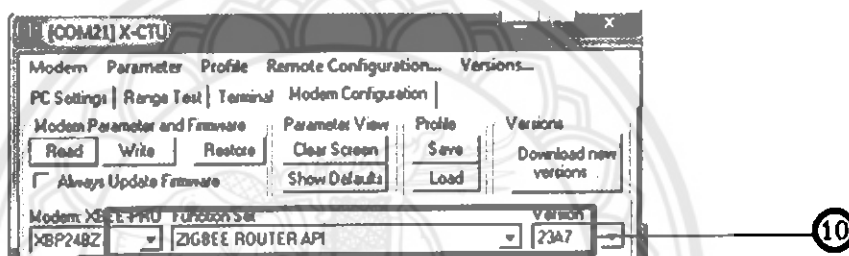 [COM21] X-CTU
Modem Parameter Profile Remote Configuration... Versions...
PC Settings Range Test Terminal Modem Configuration
Modem Parameter and Firmware Parameter View Profile Versions
Read Write Restore Clear Screen Save Download new versions
Always Update Firmware Show Defaults Load
Modem: XBEE-PRO Function Set Version
XBP24BZ ZIGBEE ROUTER API 23A7
10